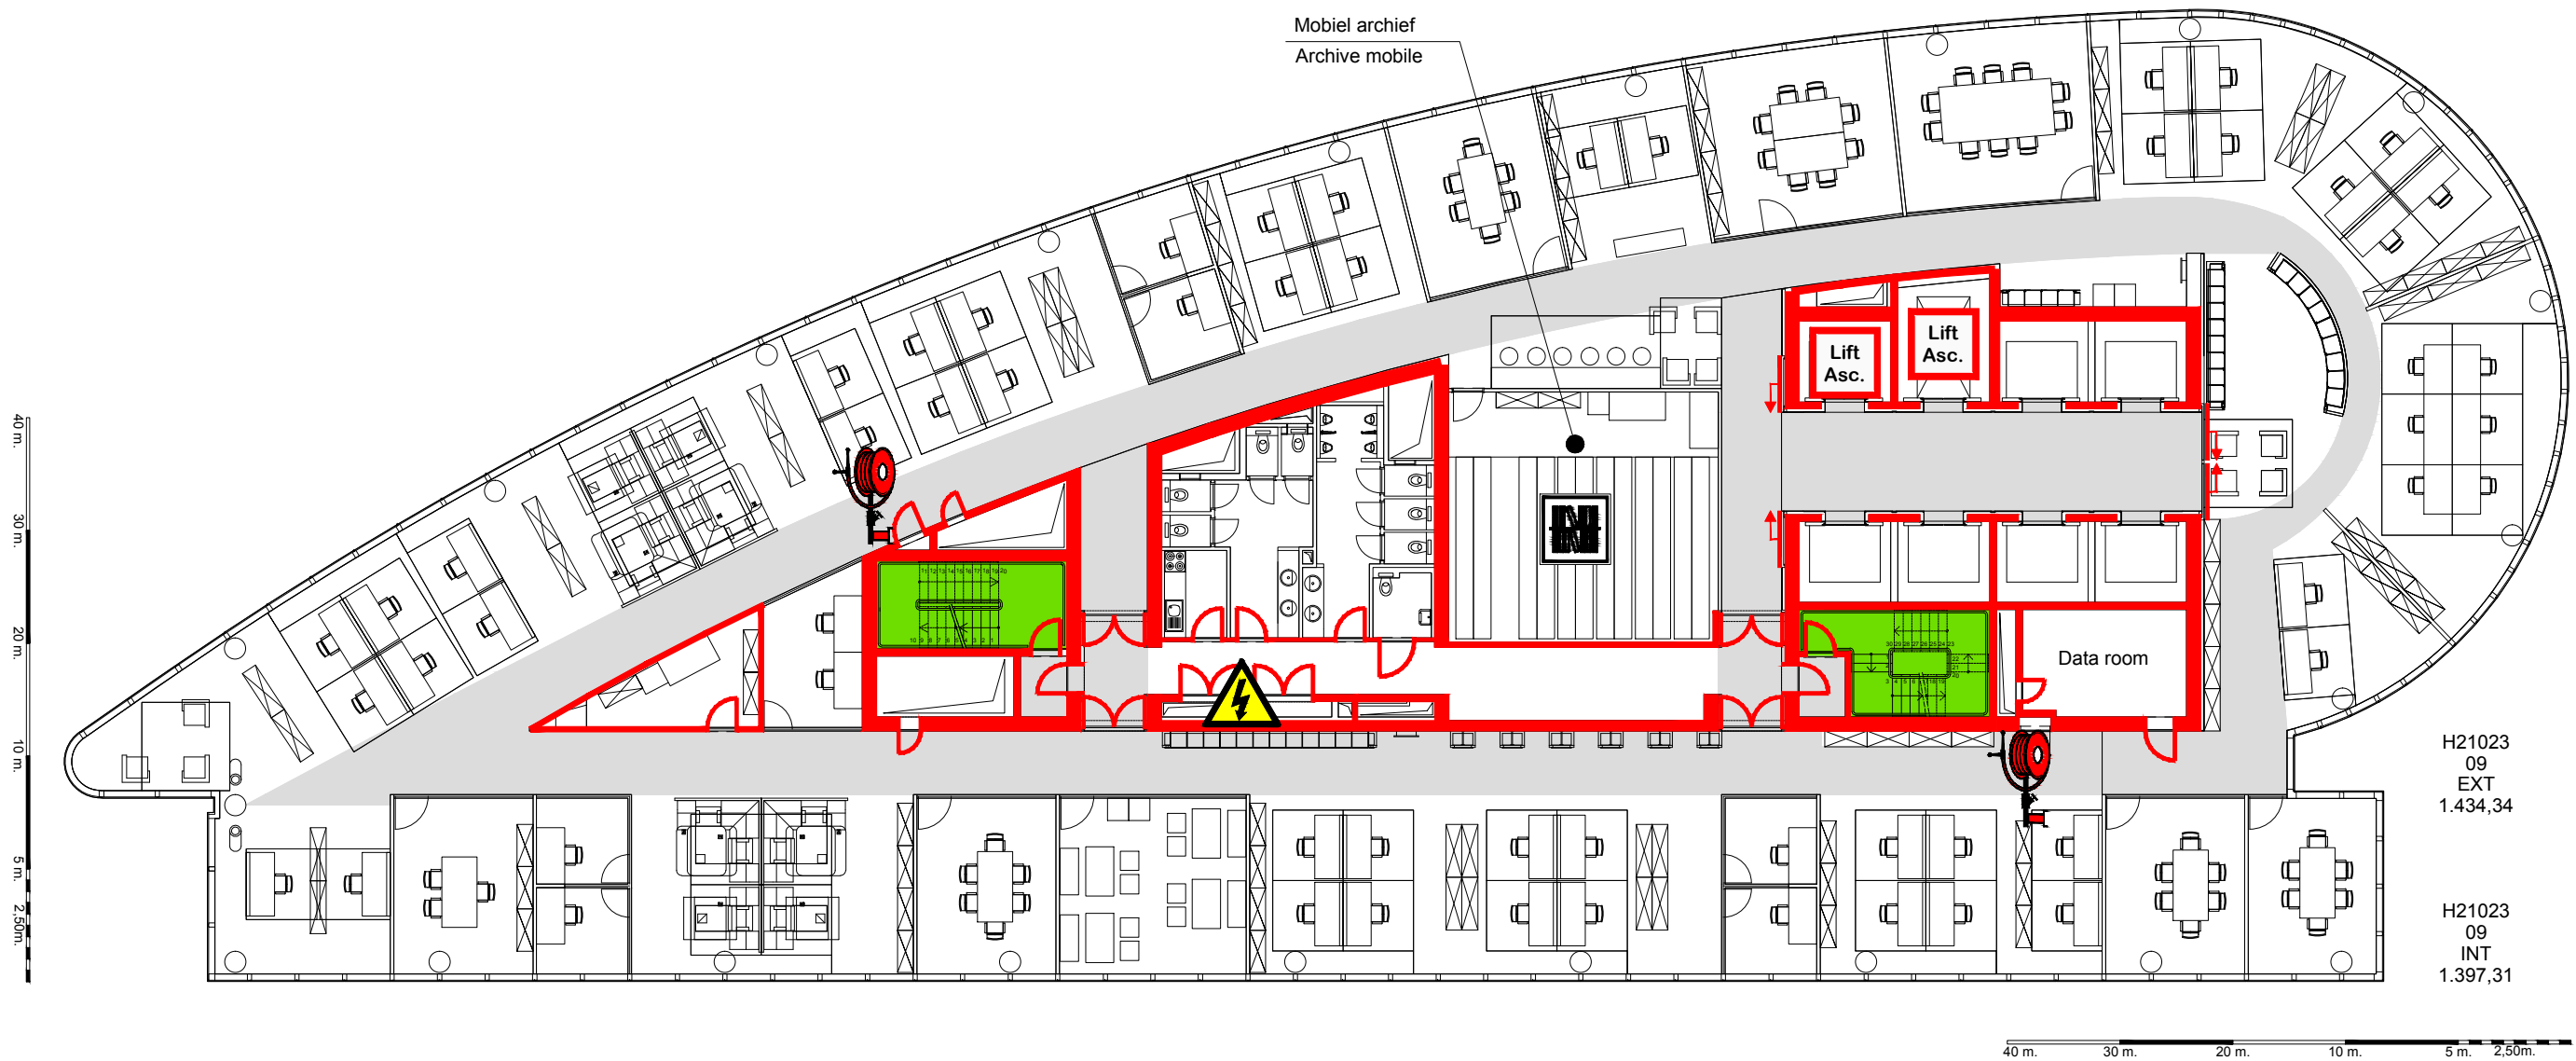 Mobiel archief
Archive mobile
Lift
Asc.
Lift
Asc.
Data room
40 m.
30 m.
20 m.
10 m.
5 m.
2,50m.
H21023
09
EXT
1.434,34
H21023
09
INT
1.397,31
40 m.
30 m.
20 m.
10 m.
5 m.
2,50m.